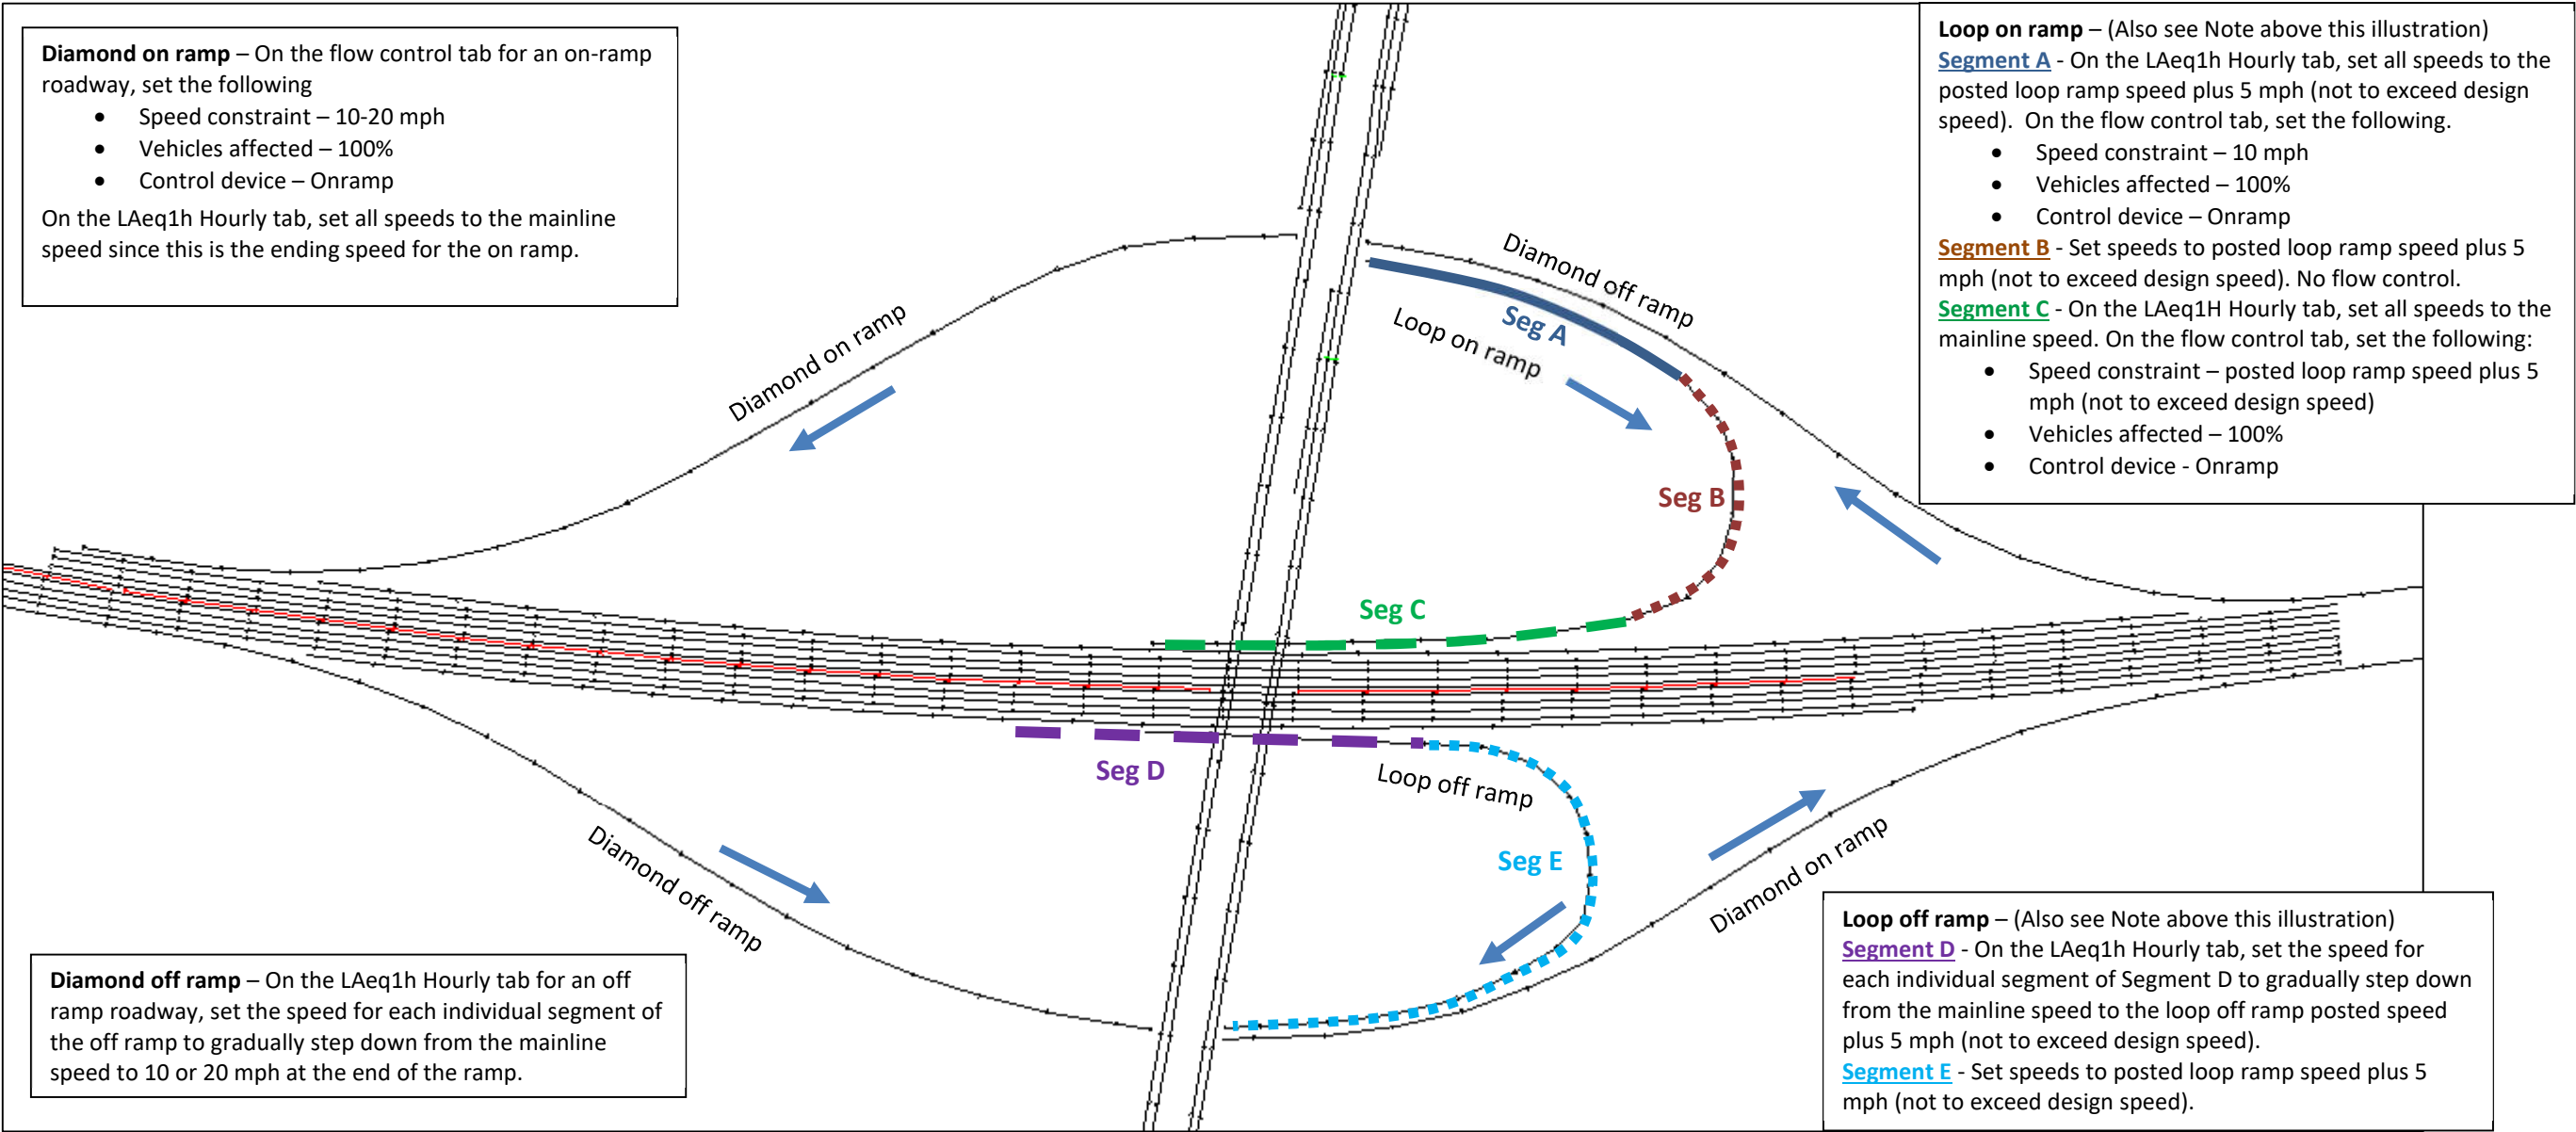 Diamond on ramp – On the flow control tab for an on-ramp
roadway, set the following
• Speed constraint – 10-20 mph
• Vehicles affected – 100%
• Control device – Onramp
On the LAeq1h Hourly tab, set all speeds to the mainline
speed since this is the ending speed for the on ramp.
Loop on ramp – (Also see Note above this illustration)
Segment A - On the LAeq1h Hourly tab, set all speeds to the
posted loop ramp speed plus 5 mph (not to exceed design
speed). On the flow control tab, set the following.
• Speed constraint – 10 mph
• Vehicles affected – 100%
• Control device – Onramp
Segment B - Set speeds to posted loop ramp speed plus 5
mph (not to exceed design speed). No flow control.
Segment C - On the LAeq1H Hourly tab, set all speeds to the
mainline speed. On the flow control tab, set the following:
• Speed constraint – posted loop ramp speed plus 5
mph (not to exceed design speed)
• Vehicles affected – 100%
• Control device - Onramp
Diamond off ramp
Seg A
Loop on ramp
Diamond on ramp
Seg B
Seg C
Seg D
Loop off ramp
Seg E
Diamond off ramp
Diamond on ramp
Diamond off ramp – On the LAeq1h Hourly tab for an off
ramp roadway, set the speed for each individual segment of
the off ramp to gradually step down from the mainline
speed to 10 or 20 mph at the end of the ramp.
Loop off ramp – (Also see Note above this illustration)
Segment D - On the LAeq1h Hourly tab, set the speed for
each individual segment of Segment D to gradually step down
from the mainline speed to the loop off ramp posted speed
plus 5 mph (not to exceed design speed).
Segment E - Set speeds to posted loop ramp speed plus 5
mph (not to exceed design speed).